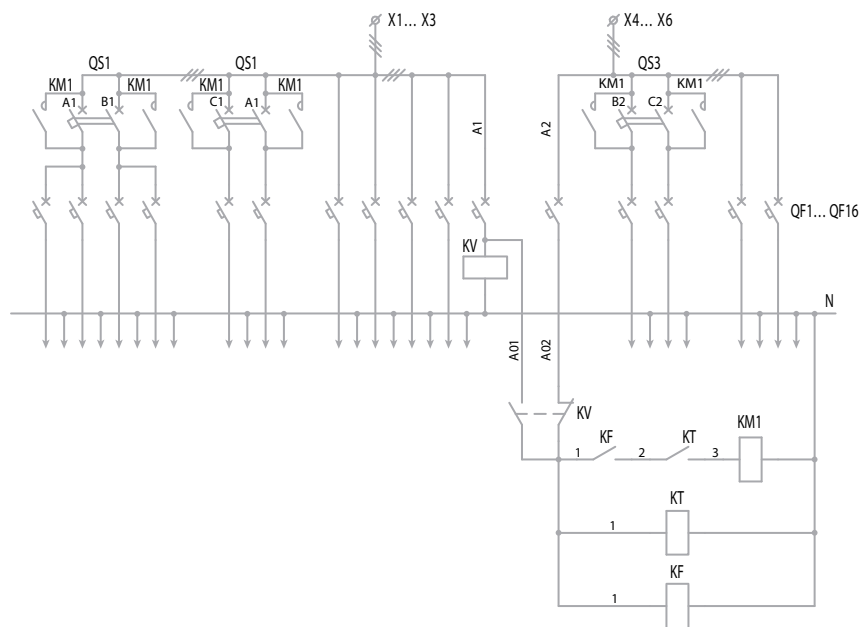 X1... X3
X4... X6
QS1
QS1
QS3
KM1
KM1
KM1
KM1
KM1
KM1
A1
B1
C1
A1
B2
C2
A1
A2
QF1... QF16
KV
N
A01
A02
KV
KF
KT
KM1
1
2
3
KT
1
KF
1